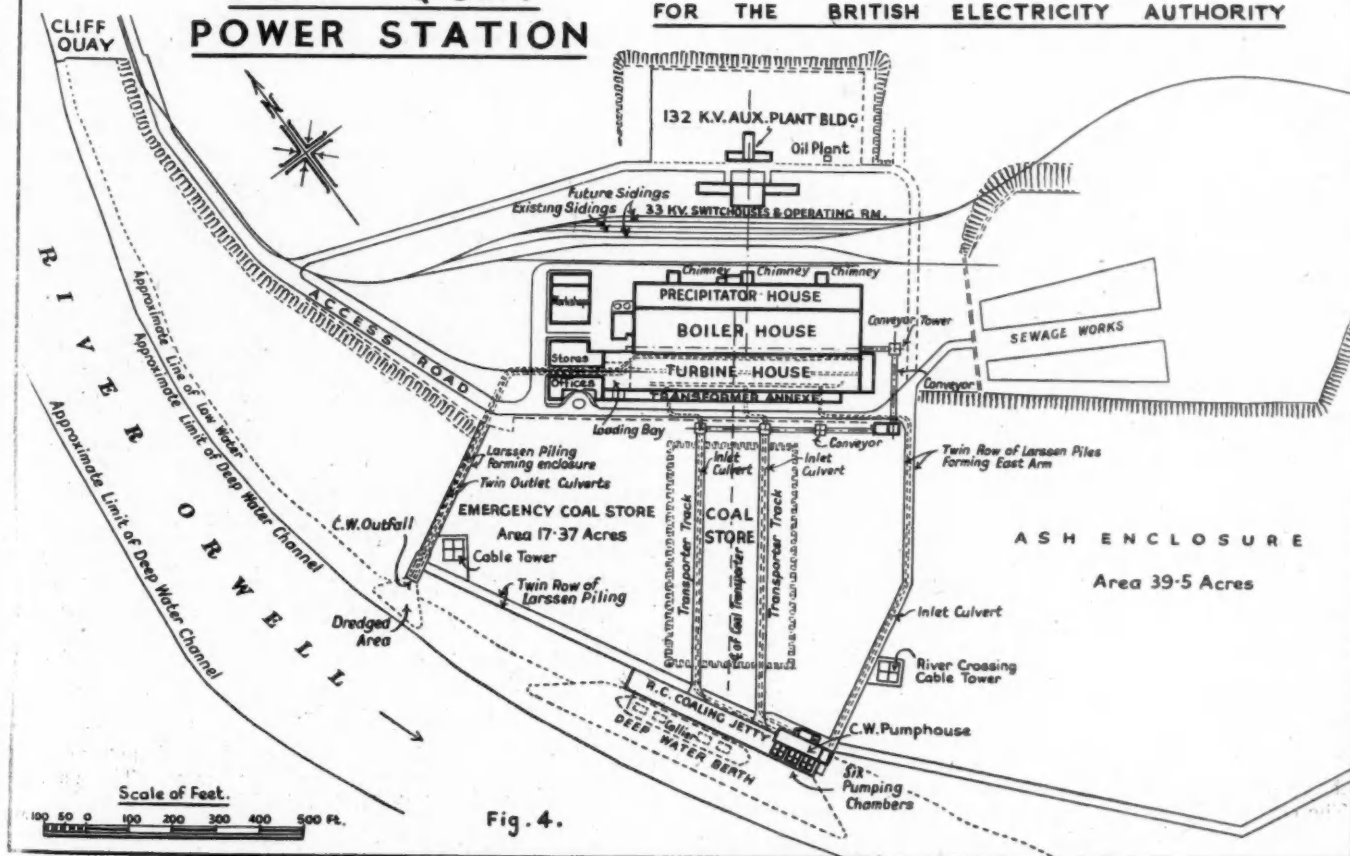 POWER STATION
FOR THE BRITISH ELECTRICITY AUTHORITY
CLIFF
QUAY
N
132 K.V. AUX. PLANT BLDG
Oil Plant
Future Sidings
Existing Sidings
33 KV. SWITCHOUSES & OPERATING RM.
Chimney
Chimney
Chimney
PRECIPITATOR HOUSE
Workshops
BOILER HOUSE
Conveyor Tower
SEWAGE WORKS
Stores
TURBINE HOUSE
Offices
TRANSFORMER ANNEXE
Conveyor
ACCESS ROAD
RIVER ORWELL
Approximate Line of Low Water
Approximate Limit of Deep Water Channel
Approximate Limit of Deep Water Channel
Loading Bay
Conveyor
Larssen Piling
Forming enclosure
Twin Outlet Culverts
Inlet
Culvert
Inlet
Culvert
Twin Row of Larssen Piles
Forming East Arm
EMERGENCY COAL STORE
Area 17·37 Acres
COAL
STORE
Transporter Track
℄ of Coal Transporter
Transporter Track
C.W. Outfall
Cable Tower
Twin Row of
Larssen Piling
Dredged
Area
ASH ENCLOSURE
Area 39·5 Acres
Inlet Culvert
River Crossing
Cable Tower
R.C. COALING JETTY
Collier
DEEP WATER BERTH
C.W. Pumphouse
Six
Pumping
Chambers
Scale of Feet.
100 50 0 100 200 300 400 500 Ft.
Fig. 4.